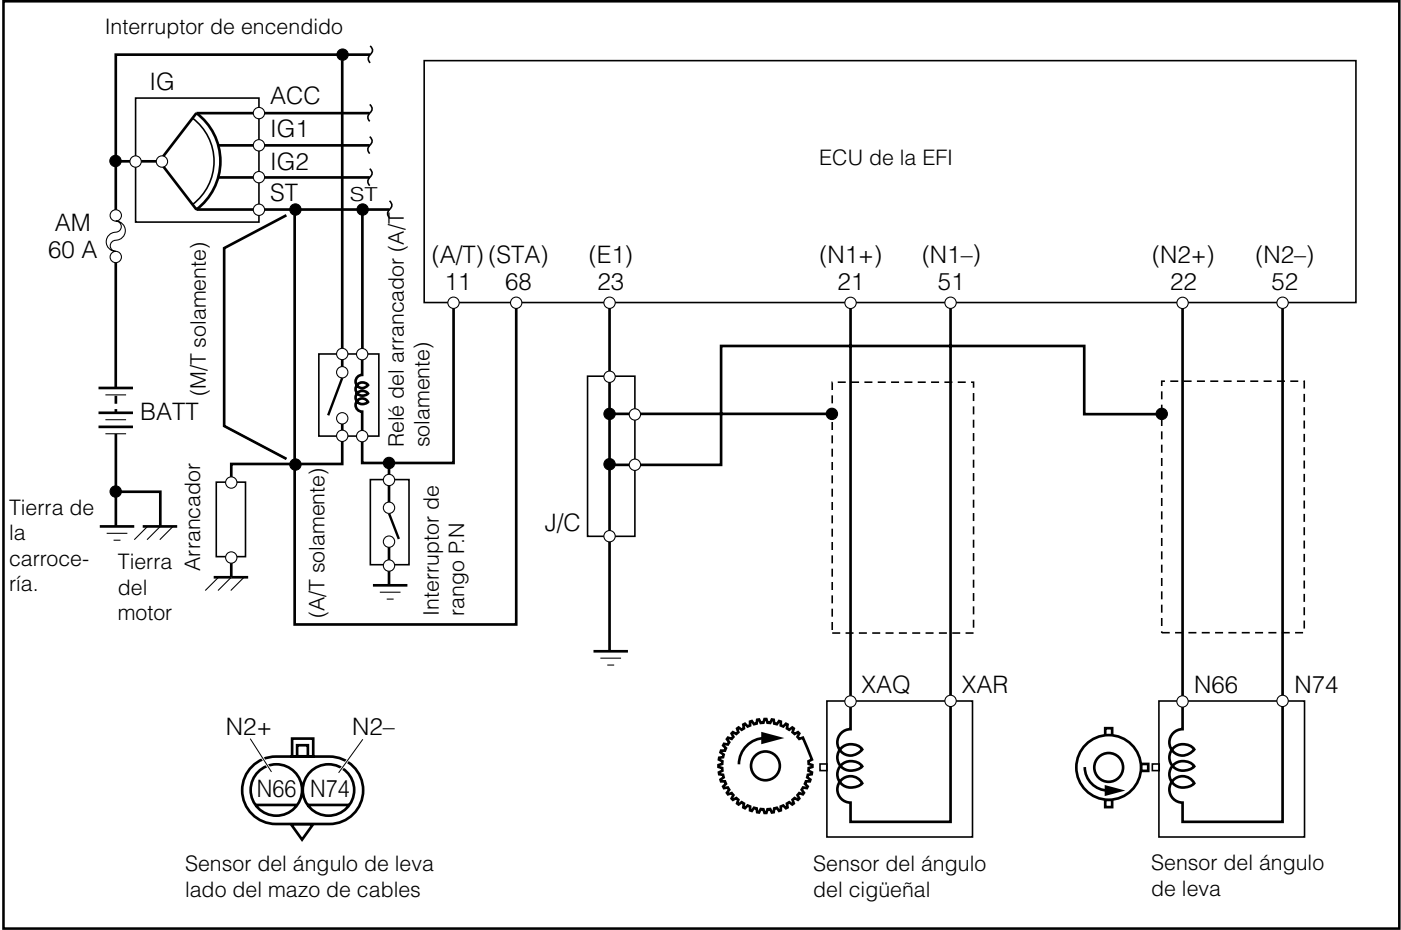 Interruptor de encendido
IG
ACC
IG1
IG2
ST
ST
AM
60 A
BATT
(M/T solamente)
Relé del arrancador (A/T
solamente)
ECU de la EFI
(A/T)
11
(STA)
68
(E1)
23
(N1+)
21
(N1–)
51
(N2+)
22
(N2–)
52
Tierra de
la
carroce-
ría.
Tierra
del
motor
Arrancador
(A/T solamente)
Interruptor de
rango P.N
J/C
XAQ
XAR
N66
N74
N2+
N2–
N66
N74
Sensor del ángulo de leva
lado del mazo de cables
Sensor del ángulo
del cigüeñal
Sensor del ángulo
de leva